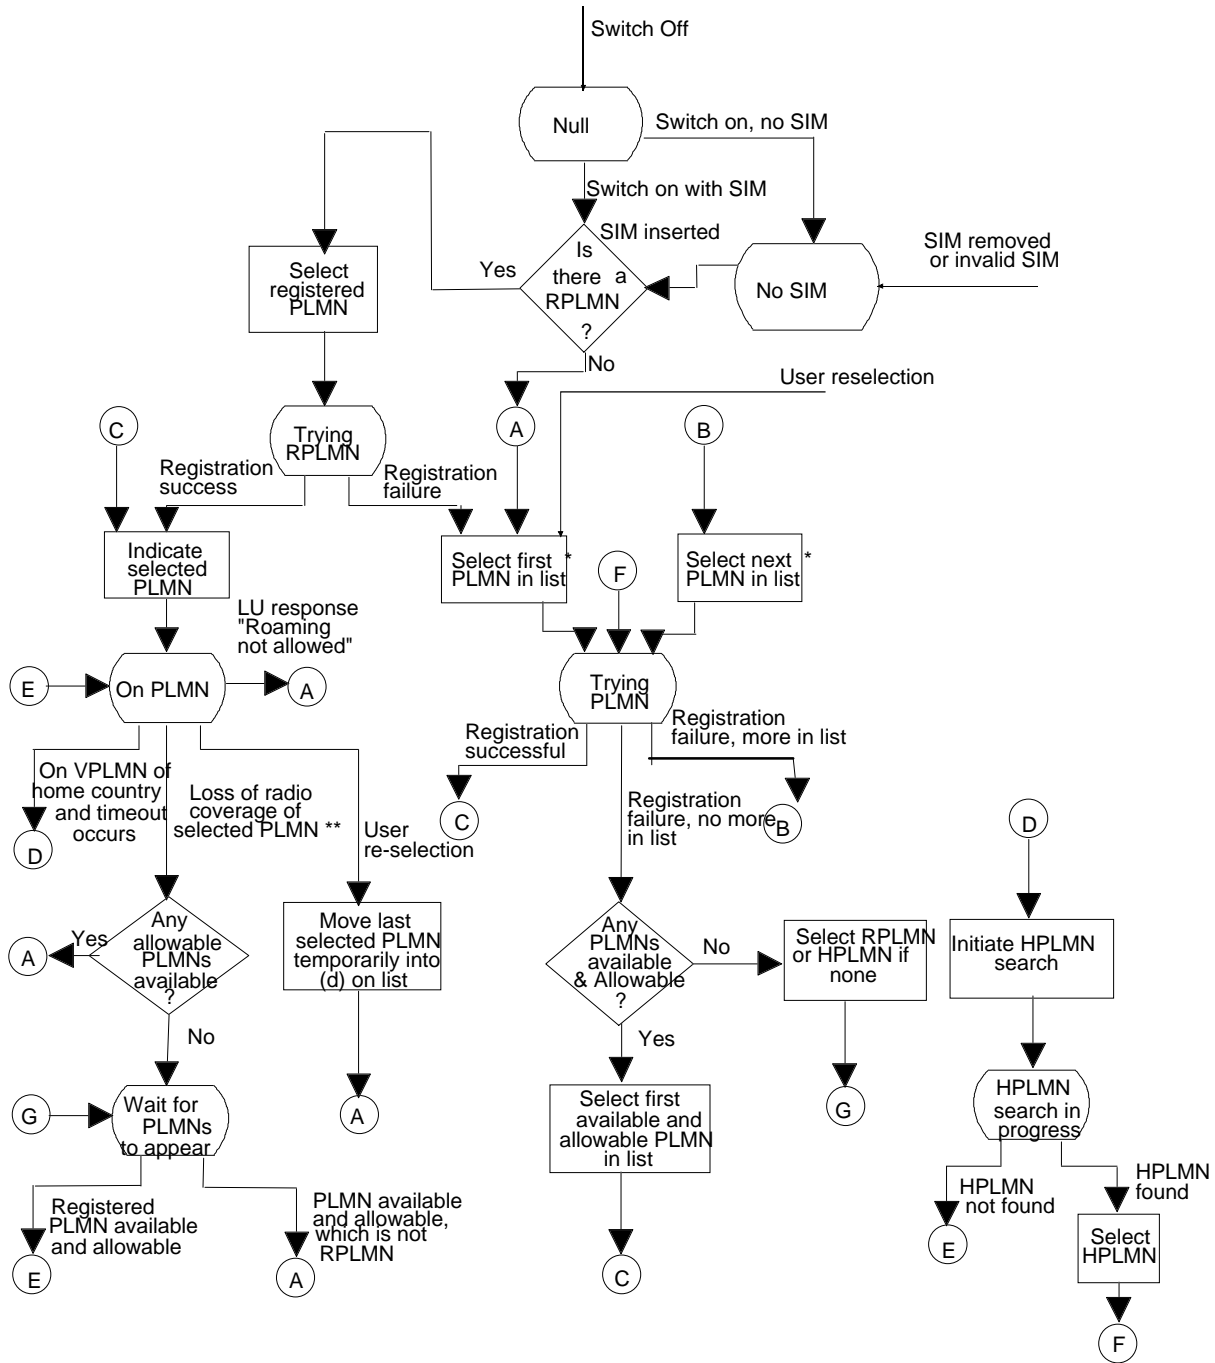 Switch Off
Null
Switch on, no SIM
Switch on with SIM
SIM inserted
SIM removed
or invalid SIM
Is
there a
RPLMN
?
Yes
No SIM
Select
registered
PLMN
No
User reselection
C
Trying
RPLMN
A
B
Registration
success
Registration
failure
Indicate
selected
PLMN
Select first *
PLMN in list
F
Select next *
PLMN in list
LU response
"Roaming
not allowed"
E
On PLMN
A
Trying
PLMN
Registration
successful
Registration
failure, more in list
On VPLMN of
home country
and timeout
occurs
Loss of radio
coverage of
selected PLMN **
User
re-selection
Registration
failure, no more
in list
D
C
B
D
Any
allowable
PLMNs
available
?
Yes
A
Move last
selected PLMN
temporarily into
(d) on list
Any
PLMNs
available
& Allowable
?
No
Select RPLMN
or HPLMN if
none
Initiate HPLMN
search
No
Yes
G
Wait for
PLMNs
to appear
A
Select first
available and
allowable PLMN
in list
G
HPLMN
search in
progress
Registered
PLMN available
and allowable
PLMN available
and allowable,
which is not
RPLMN
HPLMN
not found
HPLMN
found
E
A
C
E
Select
HPLMN
F